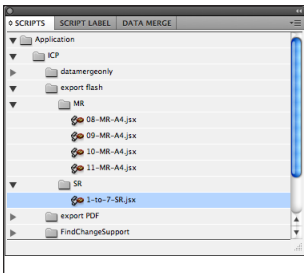 SCRIPTS SCRIPT LABEL DATA MERGE
Application
ICP
datamergeonly
export flash
MR
08-MR-A4.jsx
09-MR-A4.jsx
10-MR-A4.jsx
11-MR-A4.jsx
SR
1-to-7-SR.jsx
export PDF
FindChangeSupport